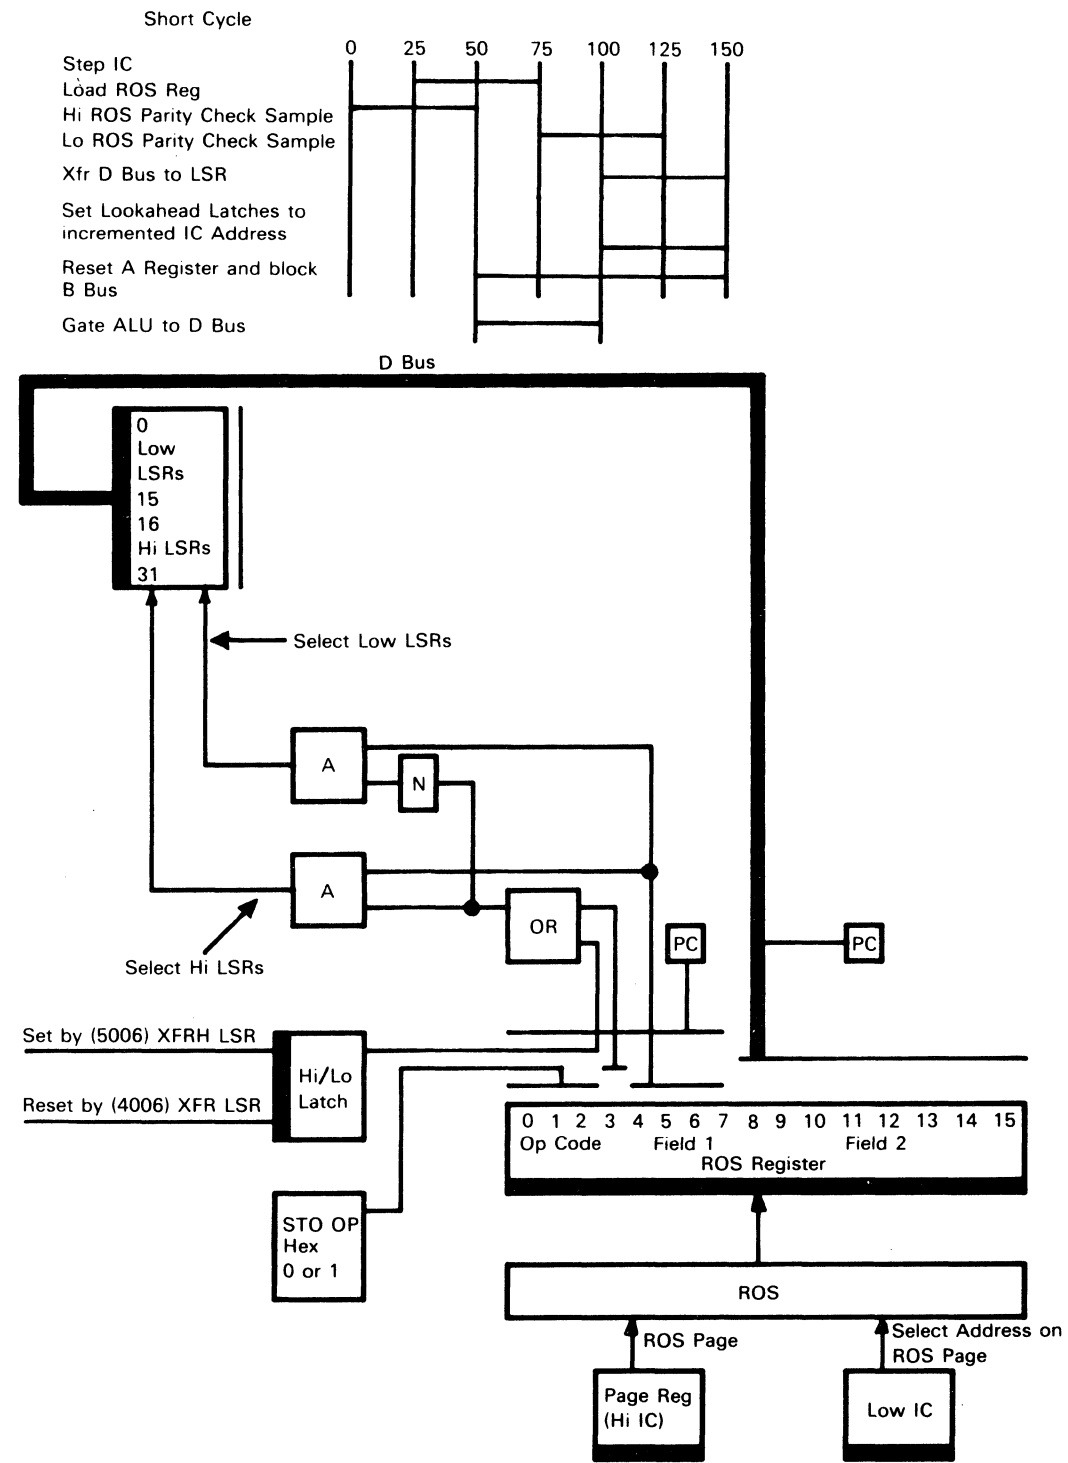 Short Cycle
0 25 50 75 100 125 150
Step IC
Load ROS Reg
Hi ROS Parity Check Sample
Lo ROS Parity Check Sample
Xfr D Bus to LSR
Set Lookahead Latches to
incremented IC Address
Reset A Register and block
B Bus
Gate ALU to D Bus
D Bus
0
Low
LSRs
15
16
Hi LSRs
31
Select Low LSRs
A
N
A
OR
PC
PC
Select Hi LSRs
Set by (5006) XFRH LSR
Hi/Lo
Latch
Reset by (4006) XFR LSR
0 1 2 3 4 5 6 7 8 9 10 11 12 13 14 15
Op Code Field 1 Field 2
ROS Register
STO OP
Hex
0 or 1
ROS
ROS Page
Select Address on
ROS Page
Page Reg
(Hi IC)
Low IC